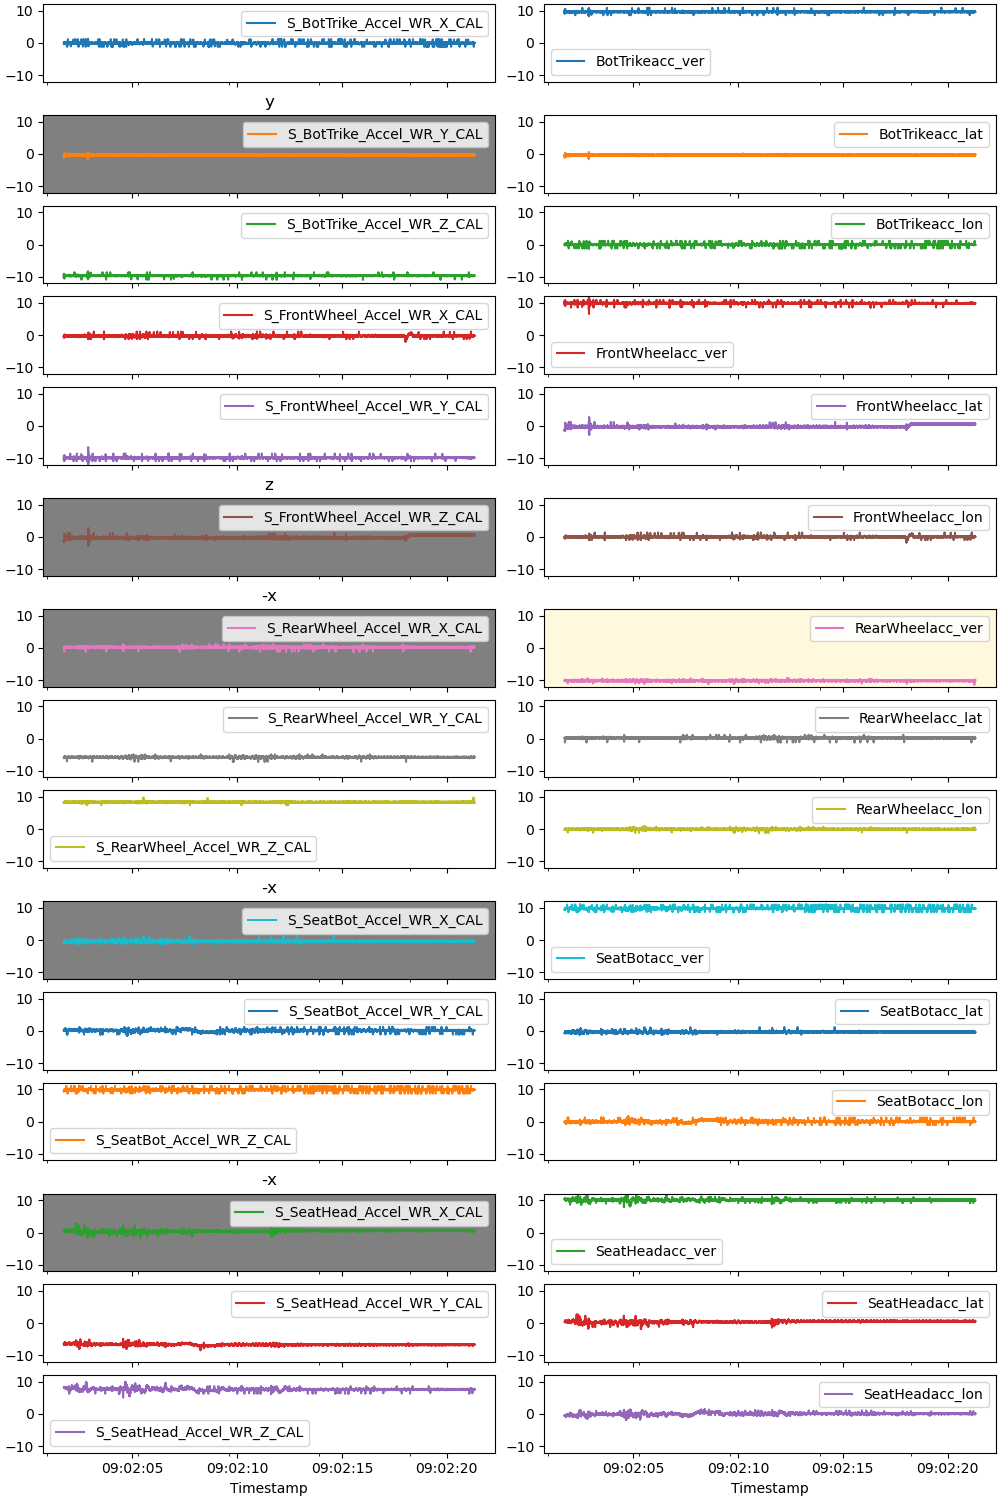 10
0
−10
S_BotTrike_Accel_WR_X_CAL
10
0
−10
BotTrikeacc_ver
y
10
0
−10
S_BotTrike_Accel_WR_Y_CAL
10
0
−10
BotTrikeacc_lat
10
0
−10
S_BotTrike_Accel_WR_Z_CAL
10
0
−10
BotTrikeacc_lon
10
0
−10
S_FrontWheel_Accel_WR_X_CAL
10
0
−10
FrontWheelacc_ver
10
0
−10
S_FrontWheel_Accel_WR_Y_CAL
10
0
−10
FrontWheelacc_lat
z
10
0
−10
S_FrontWheel_Accel_WR_Z_CAL
10
0
−10
FrontWheelacc_lon
-x
10
0
−10
S_RearWheel_Accel_WR_X_CAL
10
0
−10
RearWheelacc_ver
10
0
−10
S_RearWheel_Accel_WR_Y_CAL
10
0
−10
RearWheelacc_lat
10
0
−10
S_RearWheel_Accel_WR_Z_CAL
10
0
−10
RearWheelacc_lon
-x
10
0
−10
S_SeatBot_Accel_WR_X_CAL
10
0
−10
SeatBotacc_ver
10
0
−10
S_SeatBot_Accel_WR_Y_CAL
10
0
−10
SeatBotacc_lat
10
0
−10
S_SeatBot_Accel_WR_Z_CAL
10
0
−10
SeatBotacc_lon
-x
10
0
−10
S_SeatHead_Accel_WR_X_CAL
10
0
−10
SeatHeadacc_ver
10
0
−10
S_SeatHead_Accel_WR_Y_CAL
10
0
−10
SeatHeadacc_lat
10
0
−10
S_SeatHead_Accel_WR_Z_CAL
10
0
−10
SeatHeadacc_lon
09:02:05 09:02:10 09:02:15 09:02:20
Timestamp
09:02:05 09:02:10 09:02:15 09:02:20
Timestamp